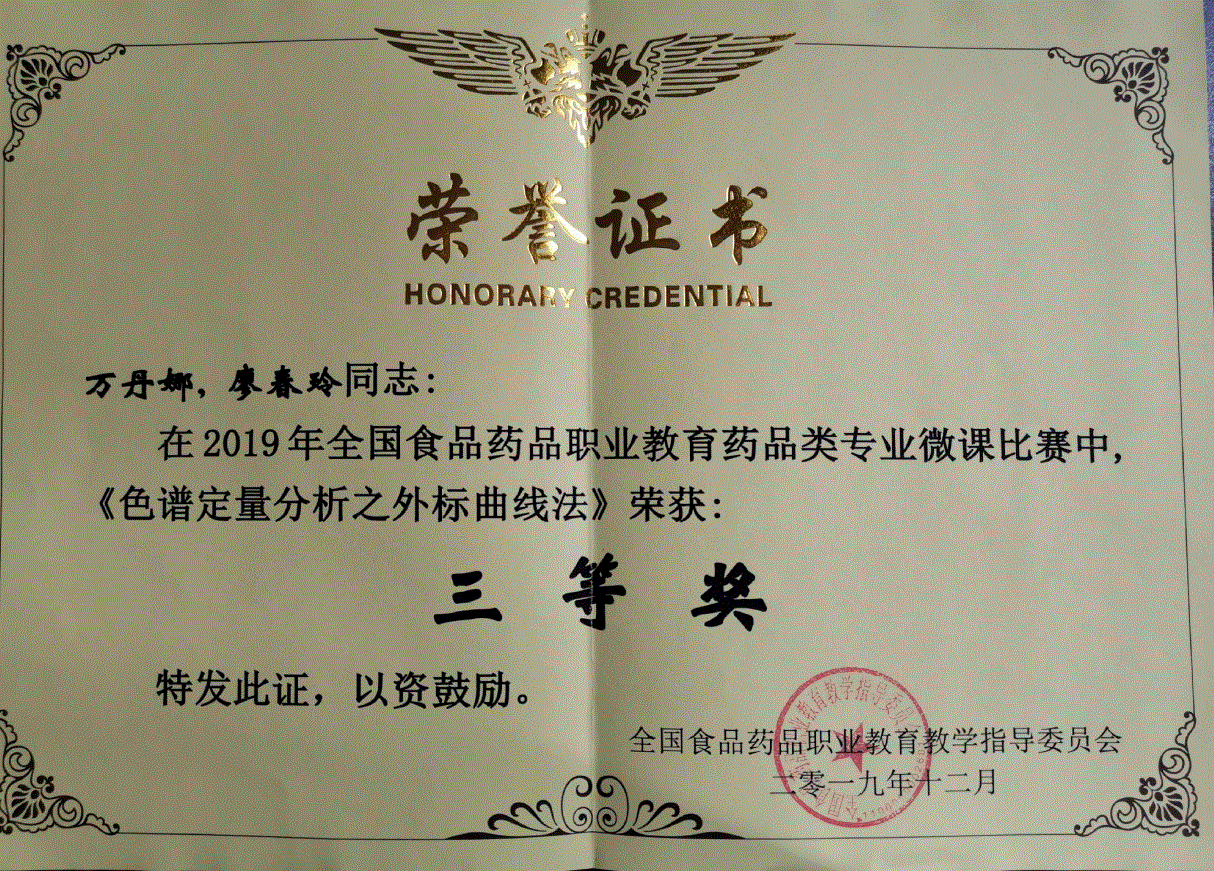 荣誉证书
HONORARY CREDENTIAL
万丹娜，廖春玲同志：
在2019年全国食品药品职业教育药品类专业微课比赛中，
《色谱定量分析之外标曲线法》荣获：
三等奖
特发此证，以资鼓励。
全国食品药品职业教育教学指导委员会
二零一九年十二月